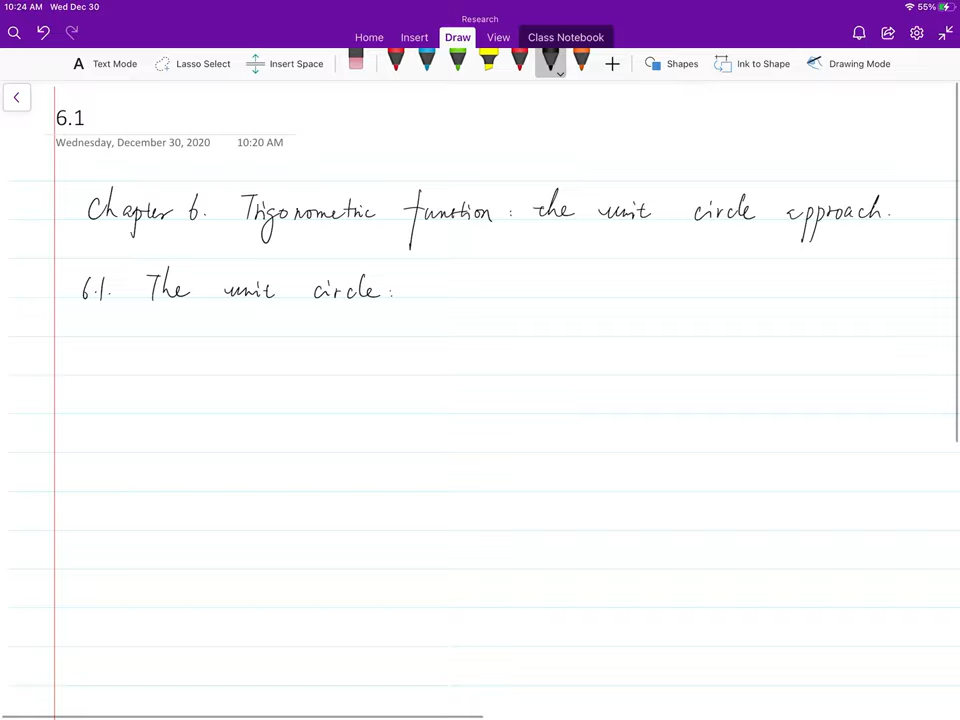 10:24 AM Wed Dec 30
55%
Research
Home Insert Draw View Class Notebook
A Text Mode Lasso Select Insert Space Shapes Ink to Shape Drawing Mode
6.1
Wednesday, December 30, 2020 10:20 AM
Chapter 6. Trigonometric function : the unit circle approach.
6.1. The unit circle :